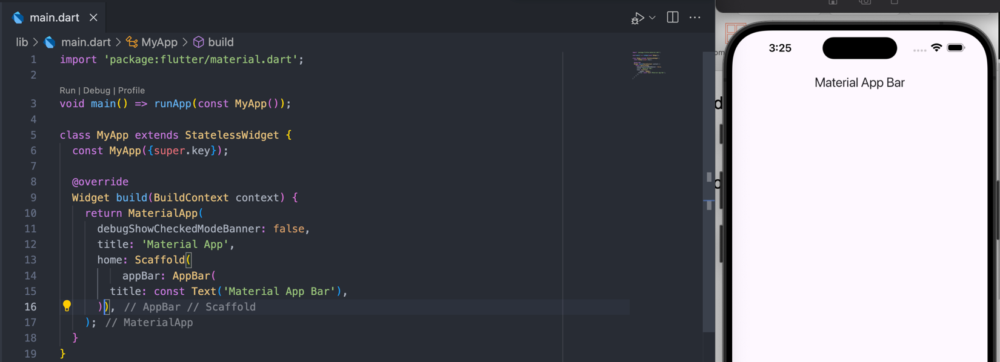 main.dart
lib > main.dart > MyApp > build
1 import 'package:flutter/material.dart';
2
Run | Debug | Profile
3 void main() => runApp(const MyApp());
4
5 class MyApp extends StatelessWidget {
6 const MyApp({super.key});
7
8 @override
9 Widget build(BuildContext context) {
10 return MaterialApp(
11 debugShowCheckedModeBanner: false,
12 title: 'Material App',
13 home: Scaffold(
14 appBar: AppBar(
15 title: const Text('Material App Bar'),
16 )), // AppBar // Scaffold
17 ); // MaterialApp
18 }
19 }
3:25
Material App Bar